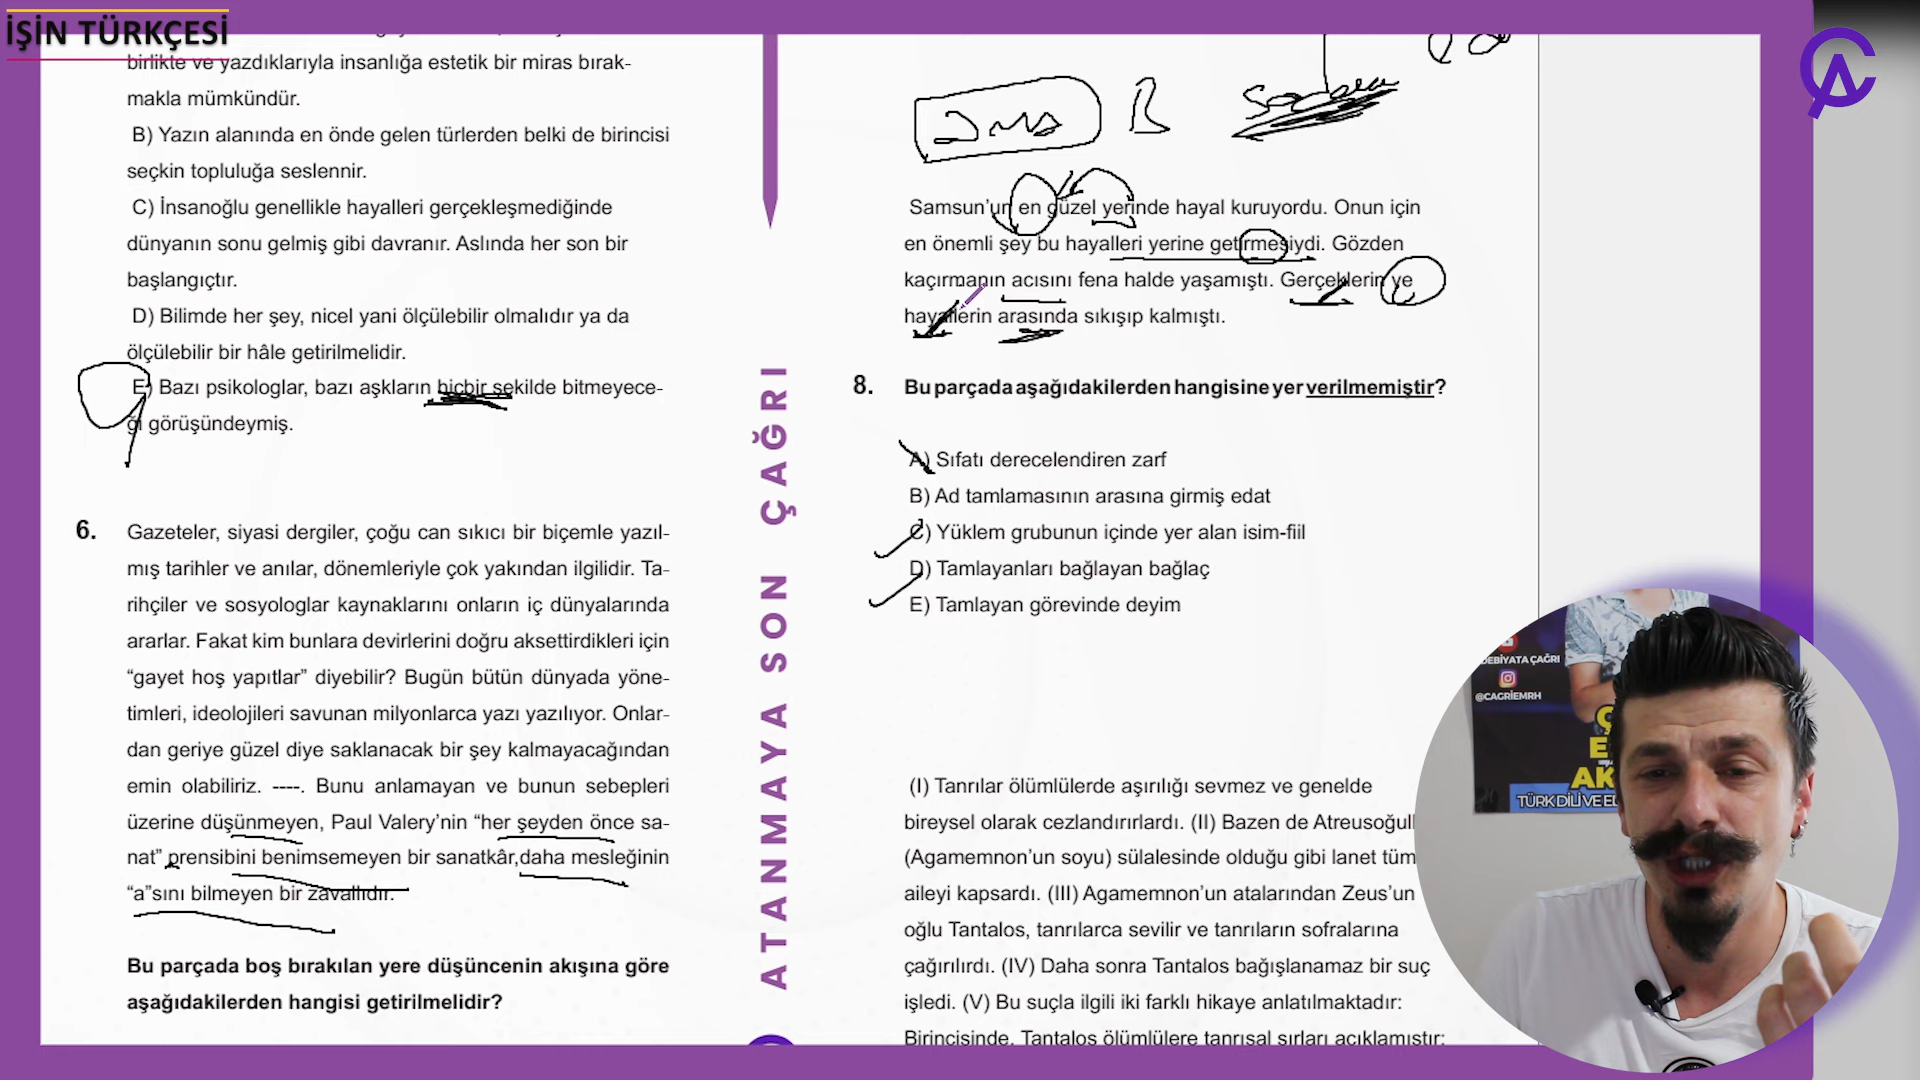 İŞİN TÜRKÇESİ
birlikte ve yazdıklarıyla insanlığa estetik bir miras bırak-
makla mümkündür.
B) Yazın alanında en önde gelen türlerden belki de birincisi
seçkin topluluğa seslennir.
C) İnsanoğlu genellikle hayalleri gerçekleşmediğinde
dünyanın sonu gelmiş gibi davranır. Aslında her son bir
başlangıçtır.
D) Bilimde her şey, nicel yani ölçülebilir olmalıdır ya da
ölçülebilir bir hâle getirilmelidir.
E) Bazı psikologlar, bazı aşkların hiçbir şekilde bitmeyece-
ği görüşündeymiş.
6. Gazeteler, siyasi dergiler, çoğu can sıkıcı bir biçemle yazıl-
mış tarihler ve anılar, dönemleriyle çok yakından ilgilidir. Ta-
rihçiler ve sosyologlar kaynaklarını onların iç dünyalarında
ararlar. Fakat kim bunlara devirlerini doğru aksettirdikleri için
“gayet hoş yapıtlar” diyebilir? Bugün bütün dünyada yöne-
timleri, ideolojileri savunan milyonlarca yazı yazılıyor. Onlar-
dan geriye güzel diye saklanacak bir şey kalmayacağından
emin olabiliriz. ----. Bunu anlamayan ve bunun sebepleri
üzerine düşünmeyen, Paul Valery’nin “her şeyden önce sa-
nat” prensibini benimsemeyen bir sanatkâr,daha mesleğinin
“a”sını bilmeyen bir zavallıdır.
Bu parçada boş bırakılan yere düşüncenin akışına göre
aşağıdakilerden hangisi getirilmelidir?
ATANMAYA SON ÇAĞRI
Samsun’un en güzel yerinde hayal kuruyordu. Onun için
en önemli şey bu hayalleri yerine getirmesiydi. Gözden
kaçırmanın acısını fena halde yaşamıştı. Gerçeklerin ve
hayallerin arasında sıkışıp kalmıştı.
8. Bu parçada aşağıdakilerden hangisine yer verilmemiştir?
A) Sıfatı derecelendiren zarf
B) Ad tamlamasının arasına girmiş edat
C) Yüklem grubunun içinde yer alan isim-fiil
D) Tamlayanları bağlayan bağlaç
E) Tamlayan görevinde deyim
(I) Tanrılar ölümlülerde aşırılığı sevmez ve genelde
bireysel olarak cezlandırırlardı. (II) Bazen de Atreusoğull
(Agamemnon’un soyu) sülalesinde olduğu gibi lanet tüm
aileyi kapsardı. (III) Agamemnon’un atalarından Zeus’un
oğlu Tantalos, tanrılarca sevilir ve tanrıların sofralarına
çağırılırdı. (IV) Daha sonra Tantalos bağışlanamaz bir suç
işledi. (V) Bu suçla ilgili iki farklı hikaye anlatılmaktadır:
Birincisinde, Tantalos ölümlülere tanrısal sırları açıklamıştır;
DEBİYATA ÇAĞRI
@CAGRİEMRH
TÜRK DİLİ VE E